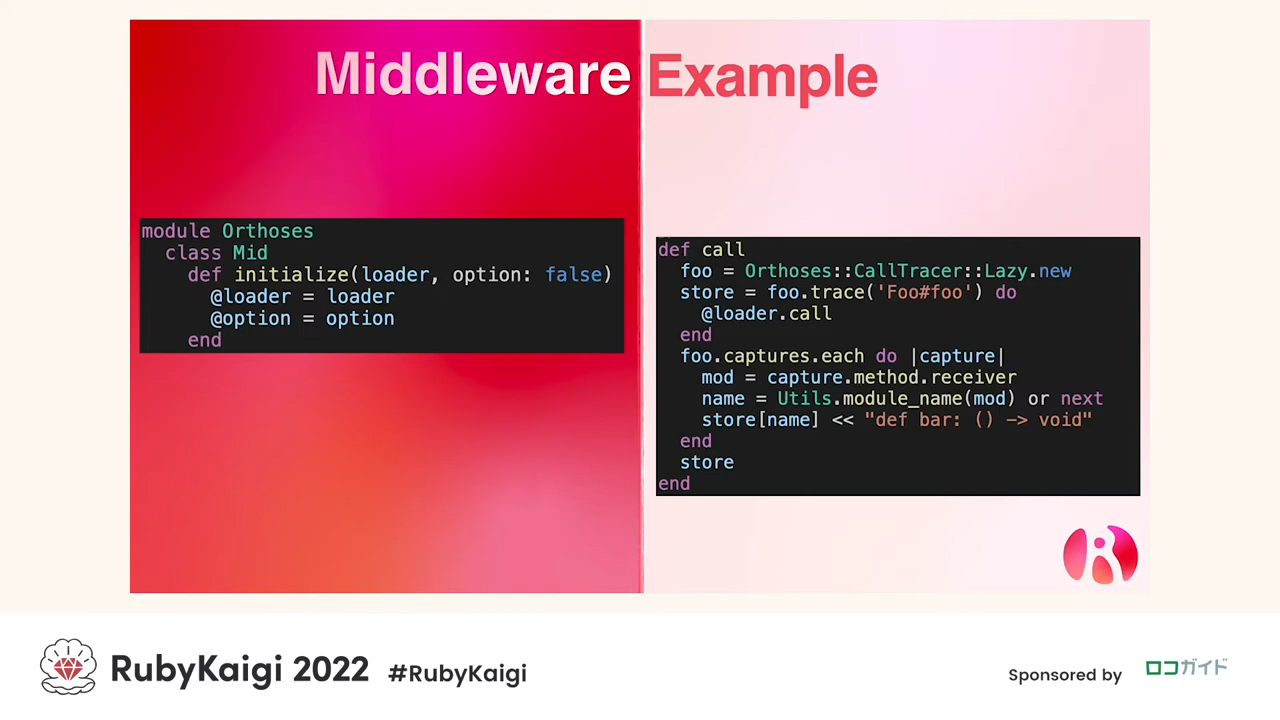 Middleware Example
module Orthoses
  class Mid
    def initialize(loader, option: false)
      @loader = loader
      @option = option
    end
def call
  foo = Orthoses::CallTracer::Lazy.new
  store = foo.trace('Foo#foo') do
    @loader.call
  end
  foo.captures.each do |capture|
    mod = capture.method.receiver
    name = Utils.module_name(mod) or next
    store[name] << "def bar: () -> void"
  end
  store
end
R
RubyKaigi 2022 #RubyKaigi
Sponsored by ロコガイド